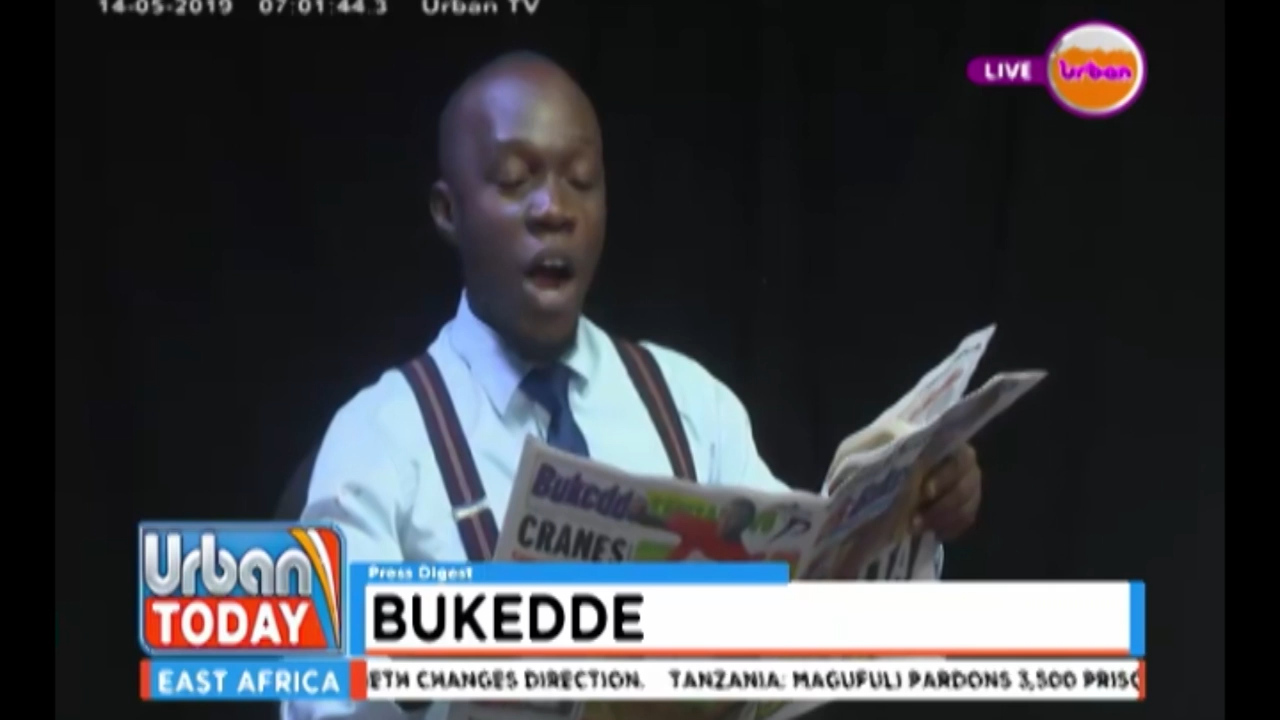 14-05-2019 07:01:44.3 Urban TV
LIVE Urban
Bukedde
CRANES
Urban
TODAY
Press Digest
BUKEDDE
EAST AFRICA
ETH CHANGES DIRECTION. TANZANIA: MAGUFULI PARDONS 3,500 PRISO